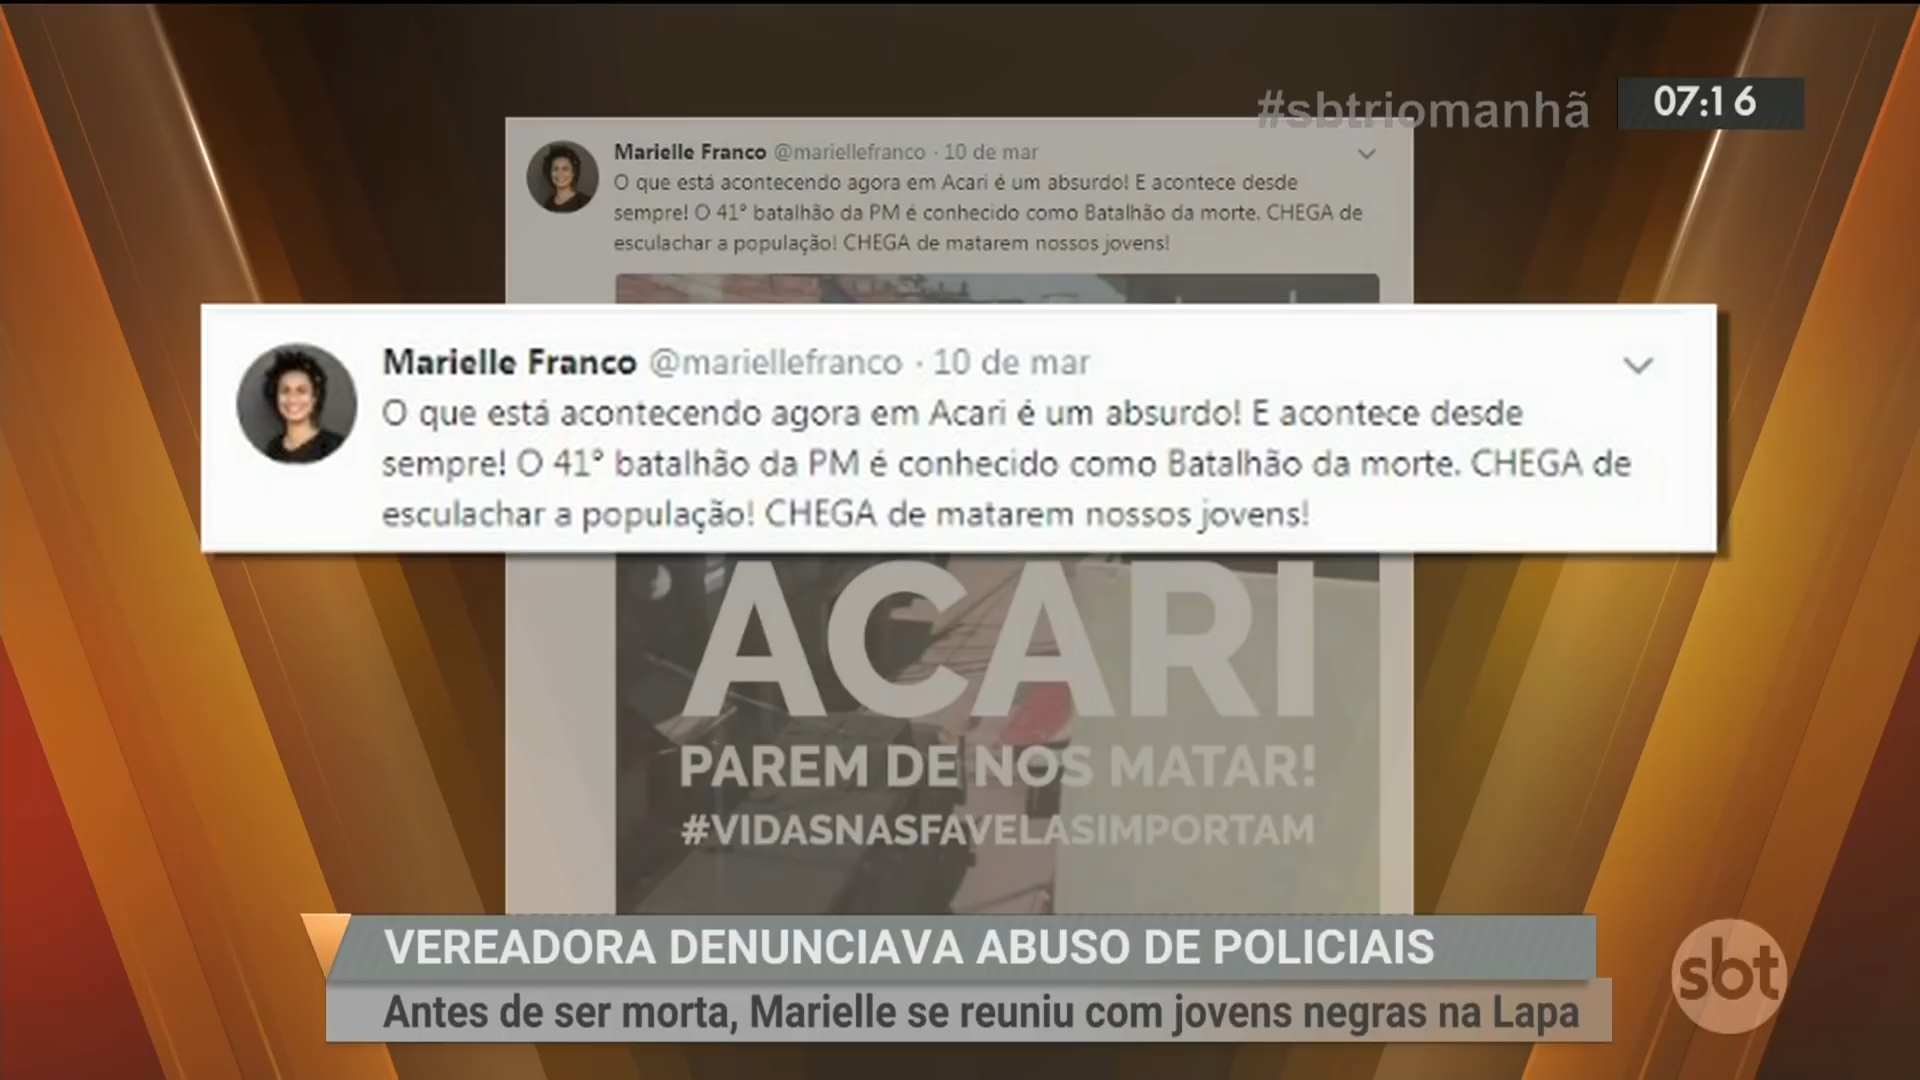 #sbtriomanhã
07:16
Marielle Franco @mariellefranco · 10 de mar
O que está acontecendo agora em Acari é um absurdo! E acontece desde
sempre! O 41° batalhão da PM é conhecido como Batalhão da morte. CHEGA de
esculachar a população! CHEGA de matarem nossos jovens!
Marielle Franco @mariellefranco · 10 de mar
O que está acontecendo agora em Acari é um absurdo! E acontece desde
sempre! O 41° batalhão da PM é conhecido como Batalhão da morte. CHEGA de
esculachar a população! CHEGA de matarem nossos jovens!
ACARI
PAREM DE NOS MATAR!
#VIDASNASFAVELASIMPORTAM
VEREADORA DENUNCIAVA ABUSO DE POLICIAIS
Antes de ser morta, Marielle se reuniu com jovens negras na Lapa
sbt